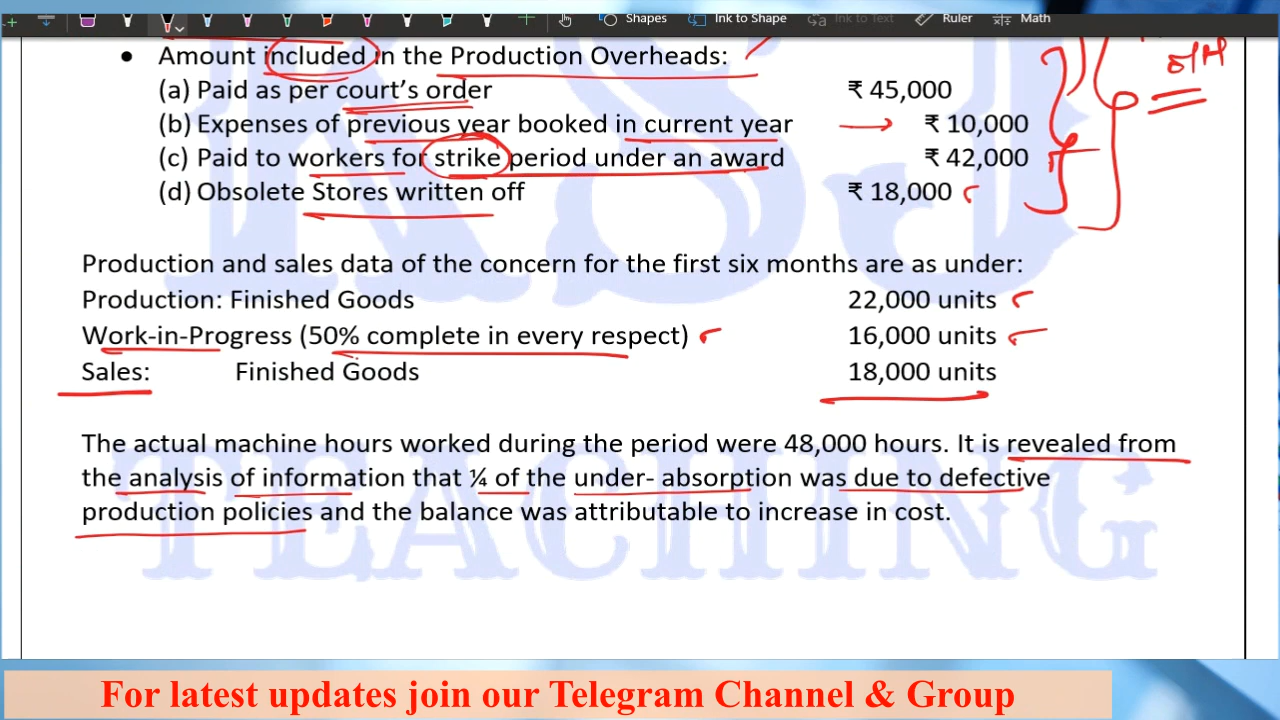 Shapes Ink to Shape Ink to Text Ruler Math
• Amount included in the Production Overheads:
(a) Paid as per court’s order ₹ 45,000
(b) Expenses of previous year booked in current year ₹ 10,000
(c) Paid to workers for strike period under an award ₹ 42,000
(d) Obsolete Stores written off ₹ 18,000
O/H
Production and sales data of the concern for the first six months are as under:
Production: Finished Goods 22,000 units
Work-in-Progress (50% complete in every respect) 16,000 units
Sales: Finished Goods 18,000 units
The actual machine hours worked during the period were 48,000 hours. It is revealed from
the analysis of information that ¼ of the under- absorption was due to defective
production policies and the balance was attributable to increase in cost.
TEACHING
For latest updates join our Telegram Channel & Group